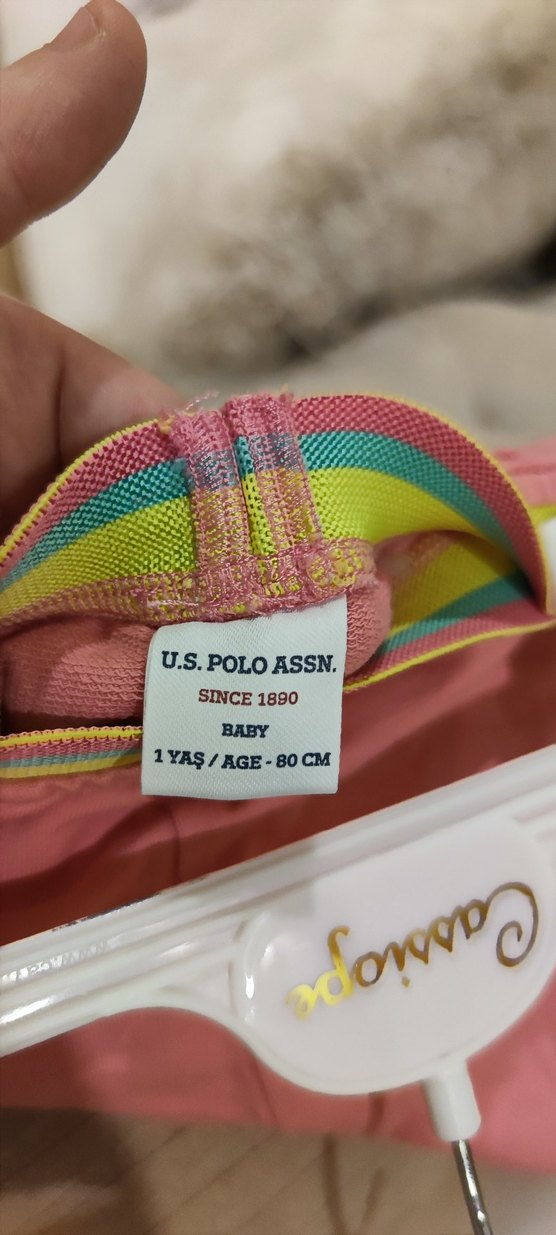 U.S. POLO ASSN.
SINCE 1890
BABY
1 YAŞ / AGE - 80 CM
Cassiope